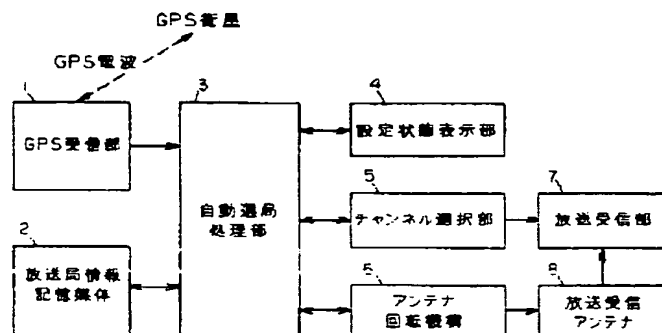 GPS衛星
GPS電波
1
GPS受信部
2
放送局情報
記憶媒体
3
自動選局
処理部
4
設定状態表示部
5
チャンネル選択部
5
アンテナ
回転機構
7
放送受信部
8
放送受信
アンテナ